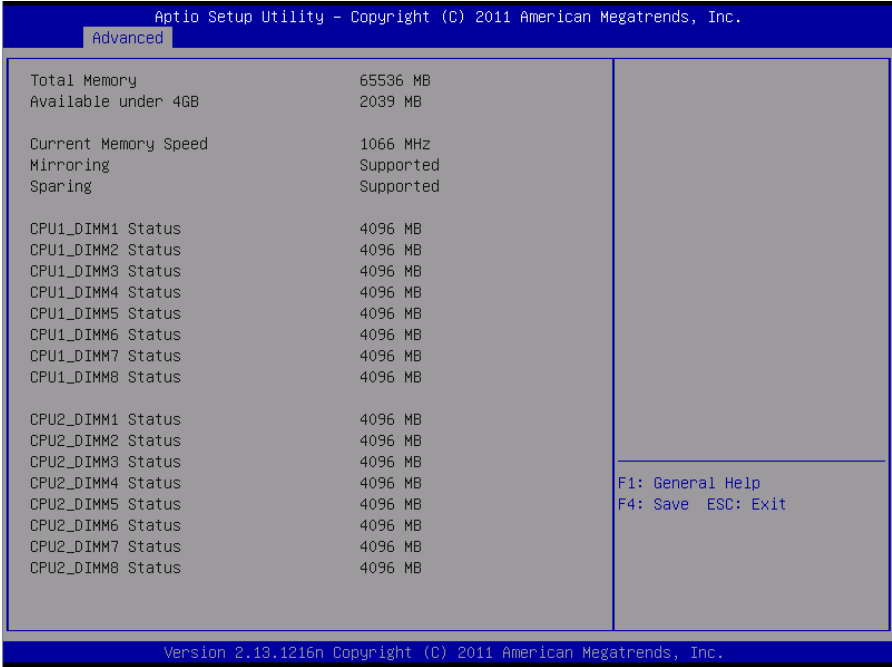 Aptio Setup Utility – Copyright (C) 2011 American Megatrends, Inc.
Advanced
Total Memory 65536 MB
Available under 4GB 2039 MB
Current Memory Speed 1066 MHz
Mirroring Supported
Sparing Supported
CPU1_DIMM1 Status 4096 MB
CPU1_DIMM2 Status 4096 MB
CPU1_DIMM3 Status 4096 MB
CPU1_DIMM4 Status 4096 MB
CPU1_DIMM5 Status 4096 MB
CPU1_DIMM6 Status 4096 MB
CPU1_DIMM7 Status 4096 MB
CPU1_DIMM8 Status 4096 MB
CPU2_DIMM1 Status 4096 MB
CPU2_DIMM2 Status 4096 MB
CPU2_DIMM3 Status 4096 MB
CPU2_DIMM4 Status 4096 MB
CPU2_DIMM5 Status 4096 MB
CPU2_DIMM6 Status 4096 MB
CPU2_DIMM7 Status 4096 MB
CPU2_DIMM8 Status 4096 MB
F1: General Help
F4: Save ESC: Exit
Version 2.13.1216n Copyright (C) 2011 American Megatrends, Inc.